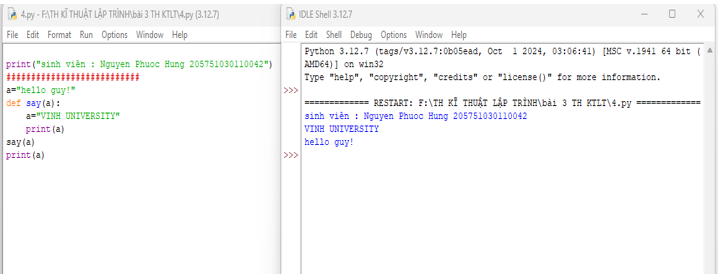 4.py - F:\TH KĨ THUẬT LẬP TRÌNH\bài 3 TH KTLT\4.py (3.12.7)
File Edit Format Run Options Window Help
print("sinh viên : Nguyen Phuoc Hung 205751030110042")
###########################
a="hello guy!"
def say(a):
    a="VINH UNIVERSITY"
    print(a)
say(a)
print(a)
IDLE Shell 3.12.7
File Edit Shell Debug Options Window Help
Python 3.12.7 (tags/v3.12.7:0b05ead, Oct  1 2024, 03:06:41) [MSC v.1941 64 bit (
AMD64)] on win32
Type "help", "copyright", "credits" or "license()" for more information.
>>>
============= RESTART: F:\TH KĨ THUẬT LẬP TRÌNH\bài 3 TH KTLT\4.py =============
sinh viên : Nguyen Phuoc Hung 205751030110042
VINH UNIVERSITY
hello guy!
>>>